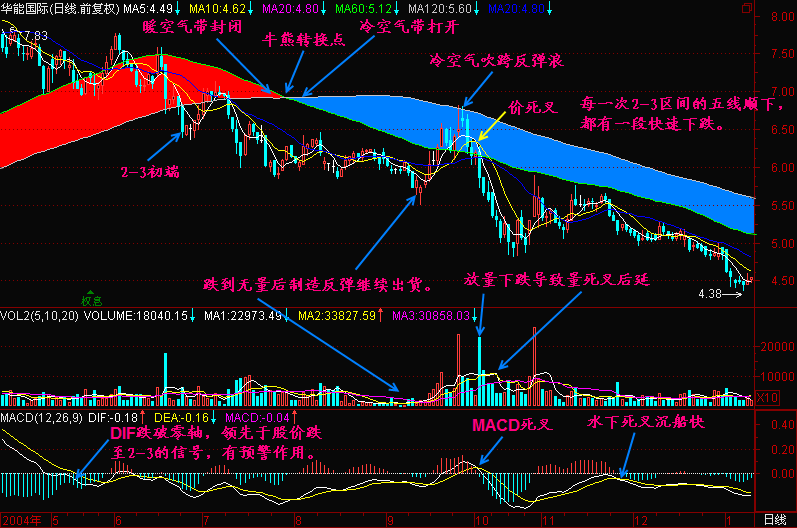 华能国际(日线.前复权) MA5:4.49↓ MA10:4.62↓ MA20:4.80↓ MA60:5.12↓ MA120:5.60↓ MA20:4.80↓
7.83
暖空气带封闭
牛熊转换点
冷空气带打开
冷空气吹跨反弹浪
价死叉
每一次2-3区间的五线顺下,
都有一段快速下跌。
2-3初端
跌到无量后制造反弹继续出货。
放量下跌导致量死叉后延
权息
4.38→
8.00
7.50
7.00
6.50
6.00
5.50
5.00
4.50
VOL2(5,10,20) VOLUME:18040.15↓ MA1:22973.49↓ MA2:33827.59↑ MA3:30858.03↓
20000
10000
X10
MACD(12,26,9) DIF:-0.18↑ DEA:-0.16↓ MACD:-0.04↑
DIF跌破零轴，领先于股价跌
至2-3的信号，有预警作用。
MACD死叉
水下死叉沉船快
0.40
0.20
0.00
2004年 5 6 7 8 9 10 11 12 1 日线